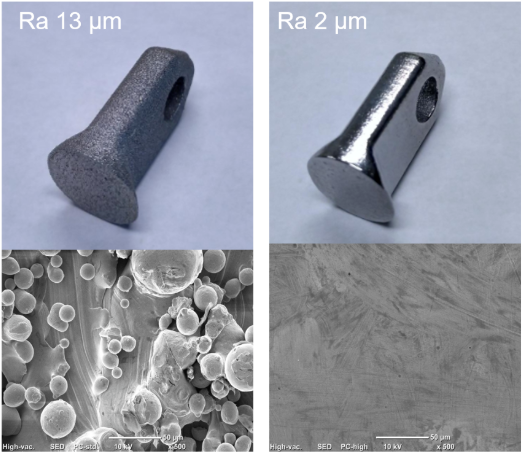 Ra 13 µm
Ra 2 µm
50 µm
High-vac. SED PC-std. 10 kV x 500
50 µm
High-vac. SED PC-high 10 kV x 500